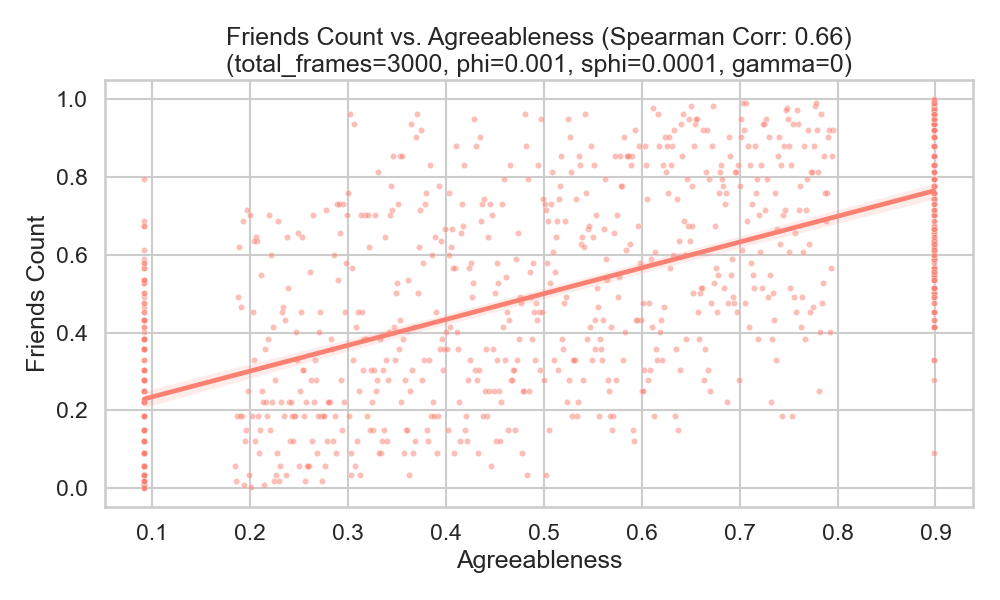 Friends Count vs. Agreeableness (Spearman Corr: 0.66)
(total_frames=3000, phi=0.001, sphi=0.0001, gamma=0)
1.0
0.8
0.6
0.4
0.2
0.0
Friends Count
0.1 0.2 0.3 0.4 0.5 0.6 0.7 0.8 0.9
Agreeableness